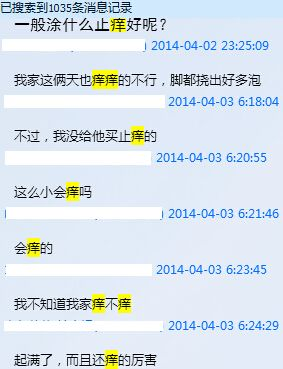 已搜索到1035条消息记录
一般涂什么止痒好呢？
2014-04-02 23:25:09
我家这俩天也痒痒的不行，脚都挠出好多泡
2014-04-03 6:18:04
不过，我没给他买止痒的
2014-04-03 6:20:55
这么小会痒吗
2014-04-03 6:21:46
会痒的
2014-04-03 6:23:45
我不知道我家痒不痒
2014-04-03 6:24:29
起满了，而且还痒的厉害